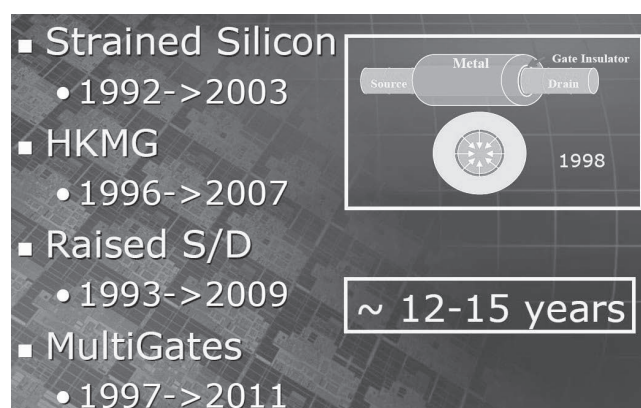 ▪ Strained Silicon
• 1992->2003
▪ HKMG
• 1996->2007
▪ Raised S/D
• 1993->2009
▪ MultiGates
• 1997->2011
Metal
Gate Insulator
Source
Drain
1998
~ 12-15 years